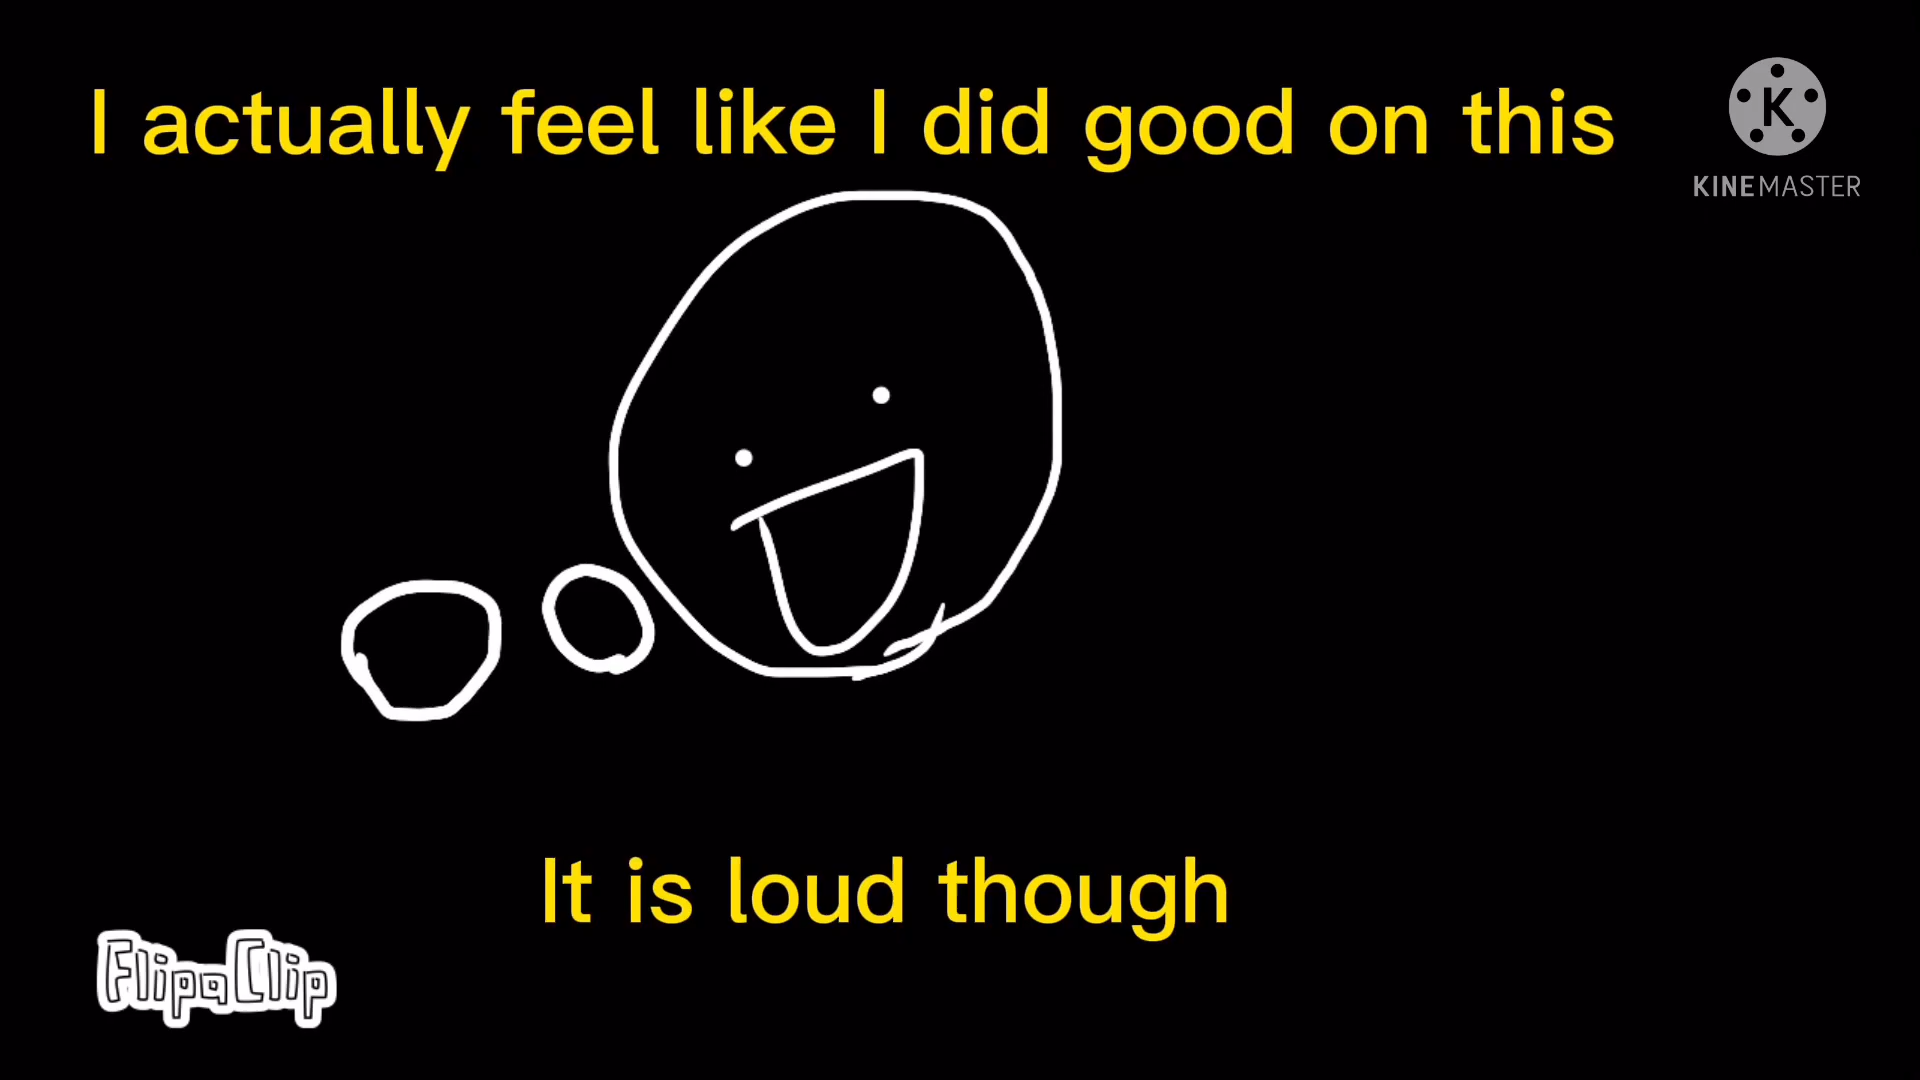 I actually feel like I did good on this
K
KINEMASTER
It is loud though
FlipaClip